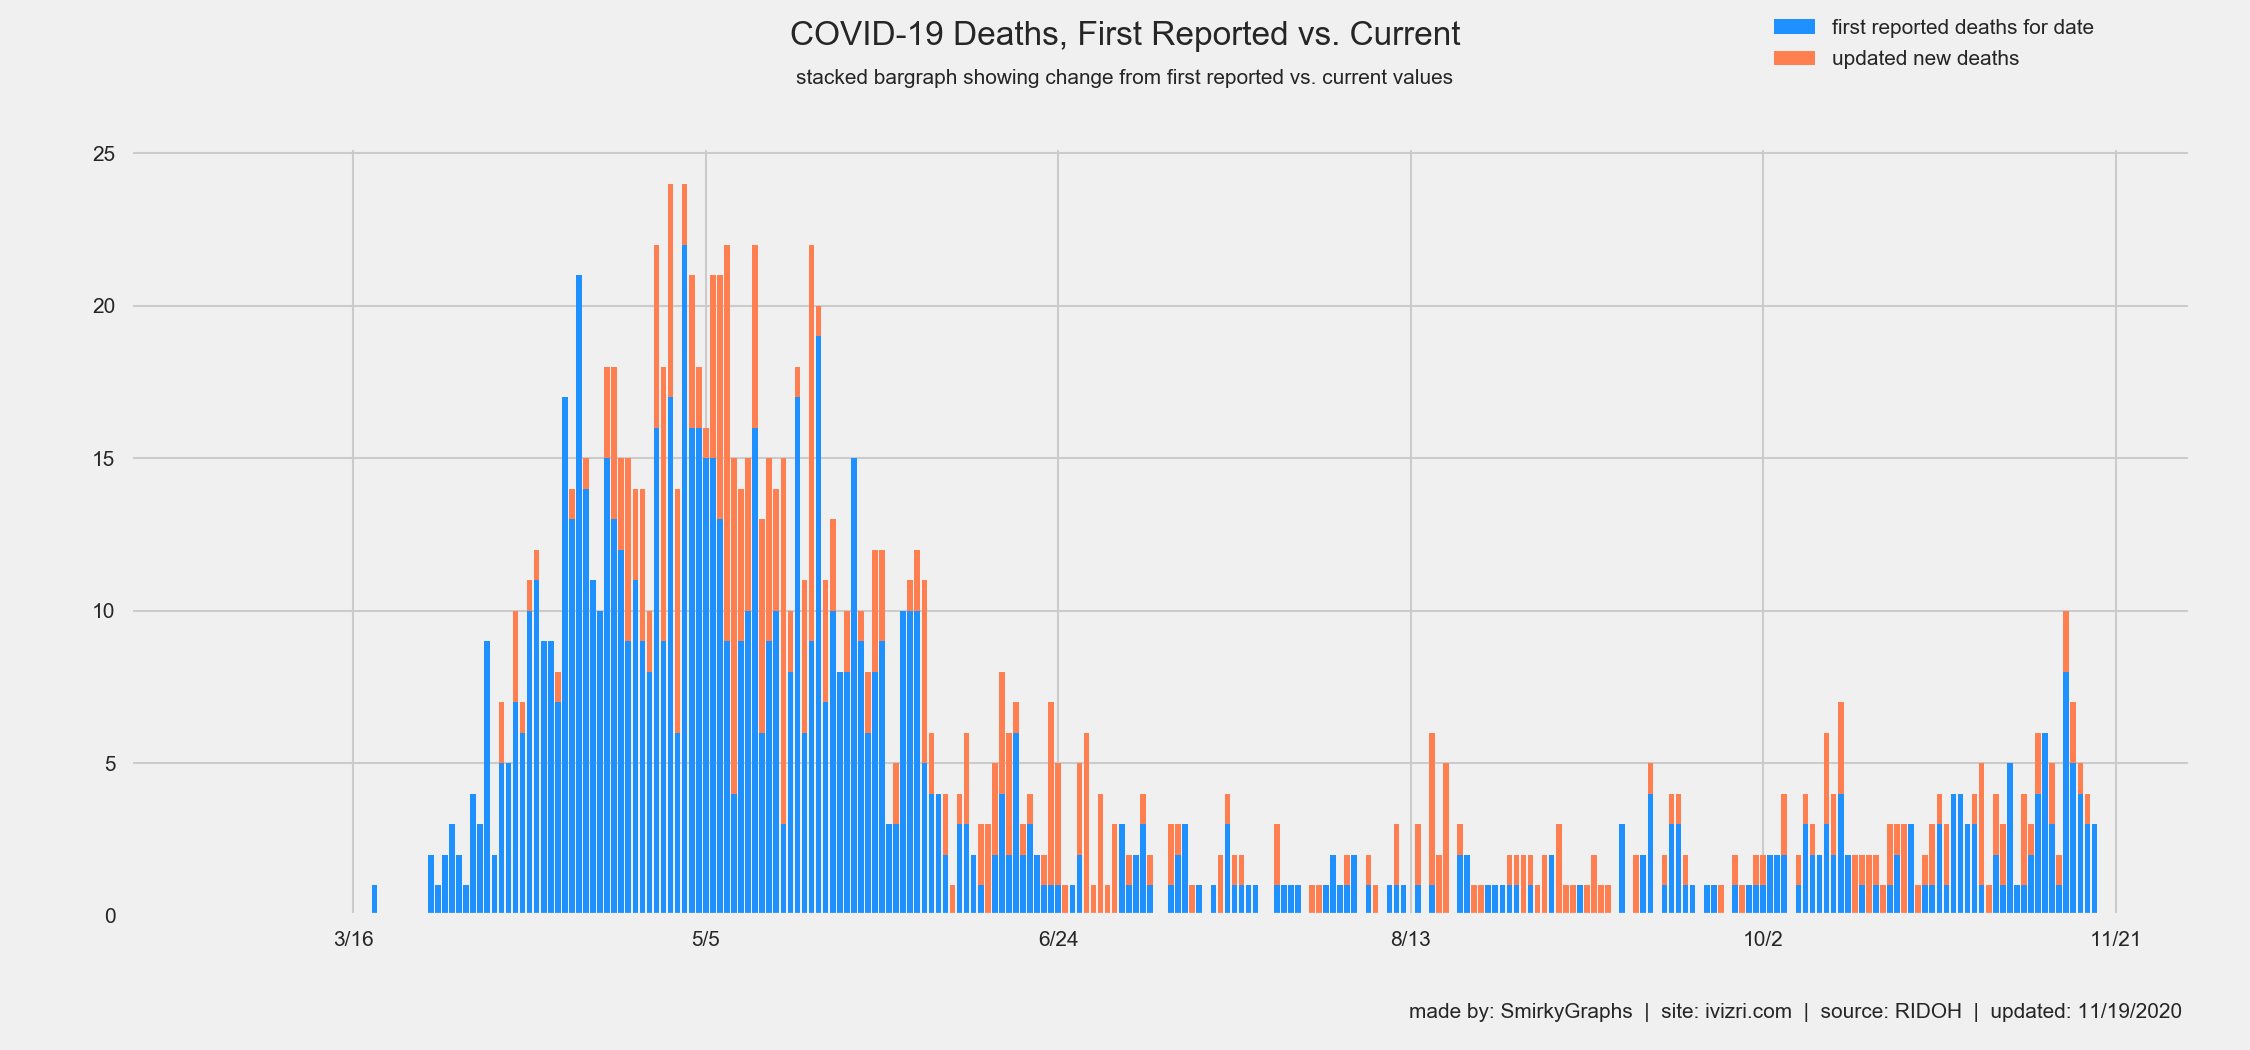 COVID-19 Deaths, First Reported vs. Current
stacked bargraph showing change from first reported vs. current values
first reported deaths for date
updated new deaths
25
20
15
10
5
0
3/16 5/5 6/24 8/13 10/2 11/21
made by: SmirkyGraphs | site: ivizri.com | source: RIDOH | updated: 11/19/2020